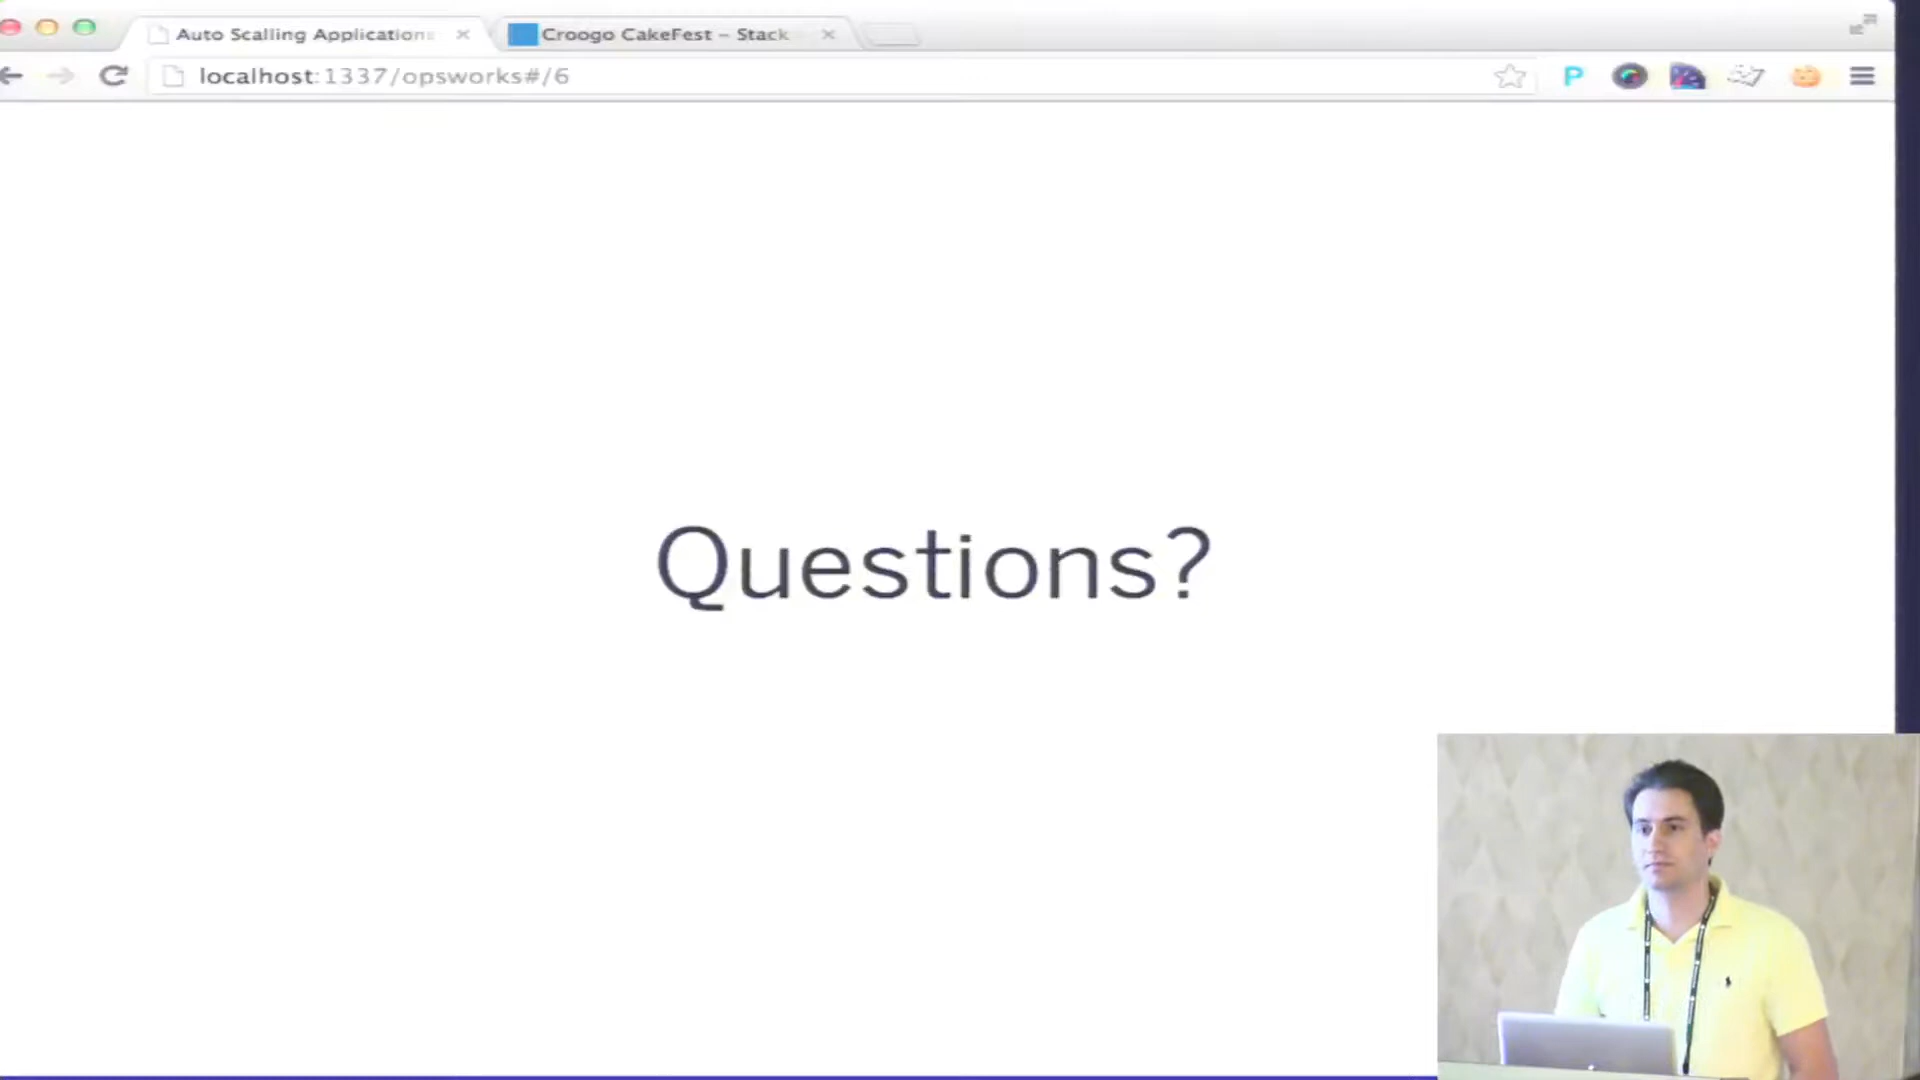 Auto Scalling Applications
Croogo CakeFest – Stack
localhost:1337/opsworks#/6
P
Questions?